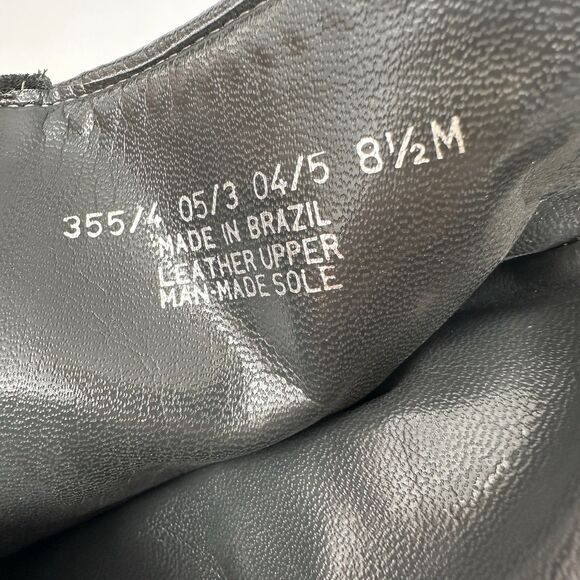 355/4 05/3 04/5 8½M
MADE IN BRAZIL
LEATHER UPPER
MAN-MADE SOLE